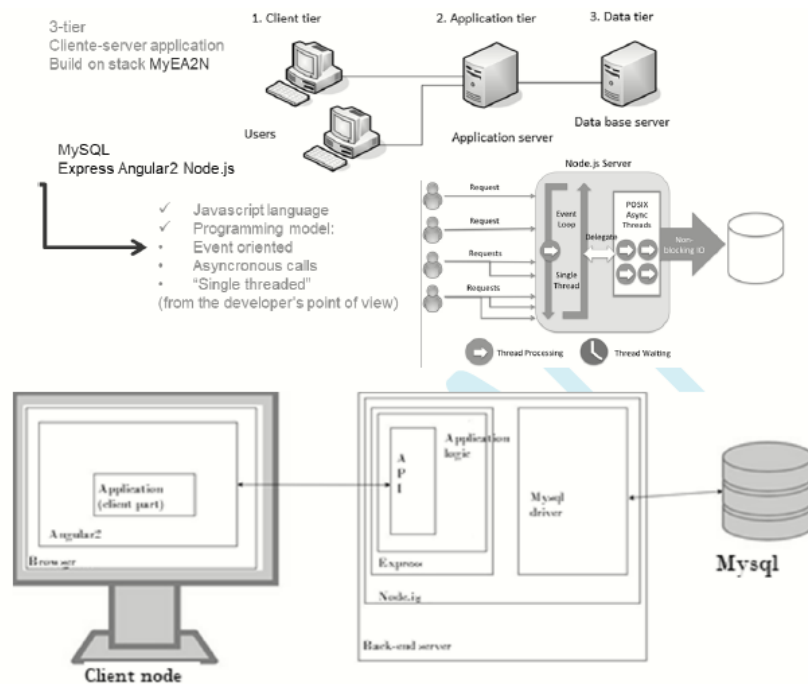 3-tier
Cliente-server application
Build on stack MyEA2N
1. Client tier
2. Application tier
3. Data tier
Users
Application server
Data base server
MySQL
Express Angular2 Node.js
✓ Javascript language
✓ Programming model:
• Event oriented
• Asyncronous calls
• “Single threaded”
(from the developer's point of view)
Node.js Server
Request
Request
Requests
Requests
Event
Loop
Single
Thread
Delegate
POSIX
Async
Threads
Non-
blocking IO
Thread Processing
Thread Waiting
Application
(client part)
Angular2
Browser
Client node
A
P
I
Application
logic
Express
Mysql
driver
Node.ig
Back-end server
Mysql